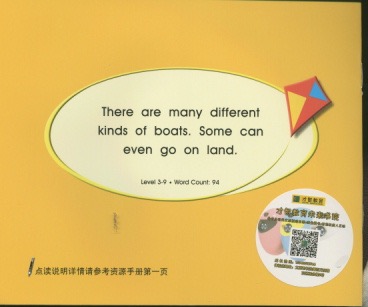 There are many different
kinds of boats. Some can
even go on land.
Level 3-9 • Word Count: 94
点读说明详情请参考资源手册第一页